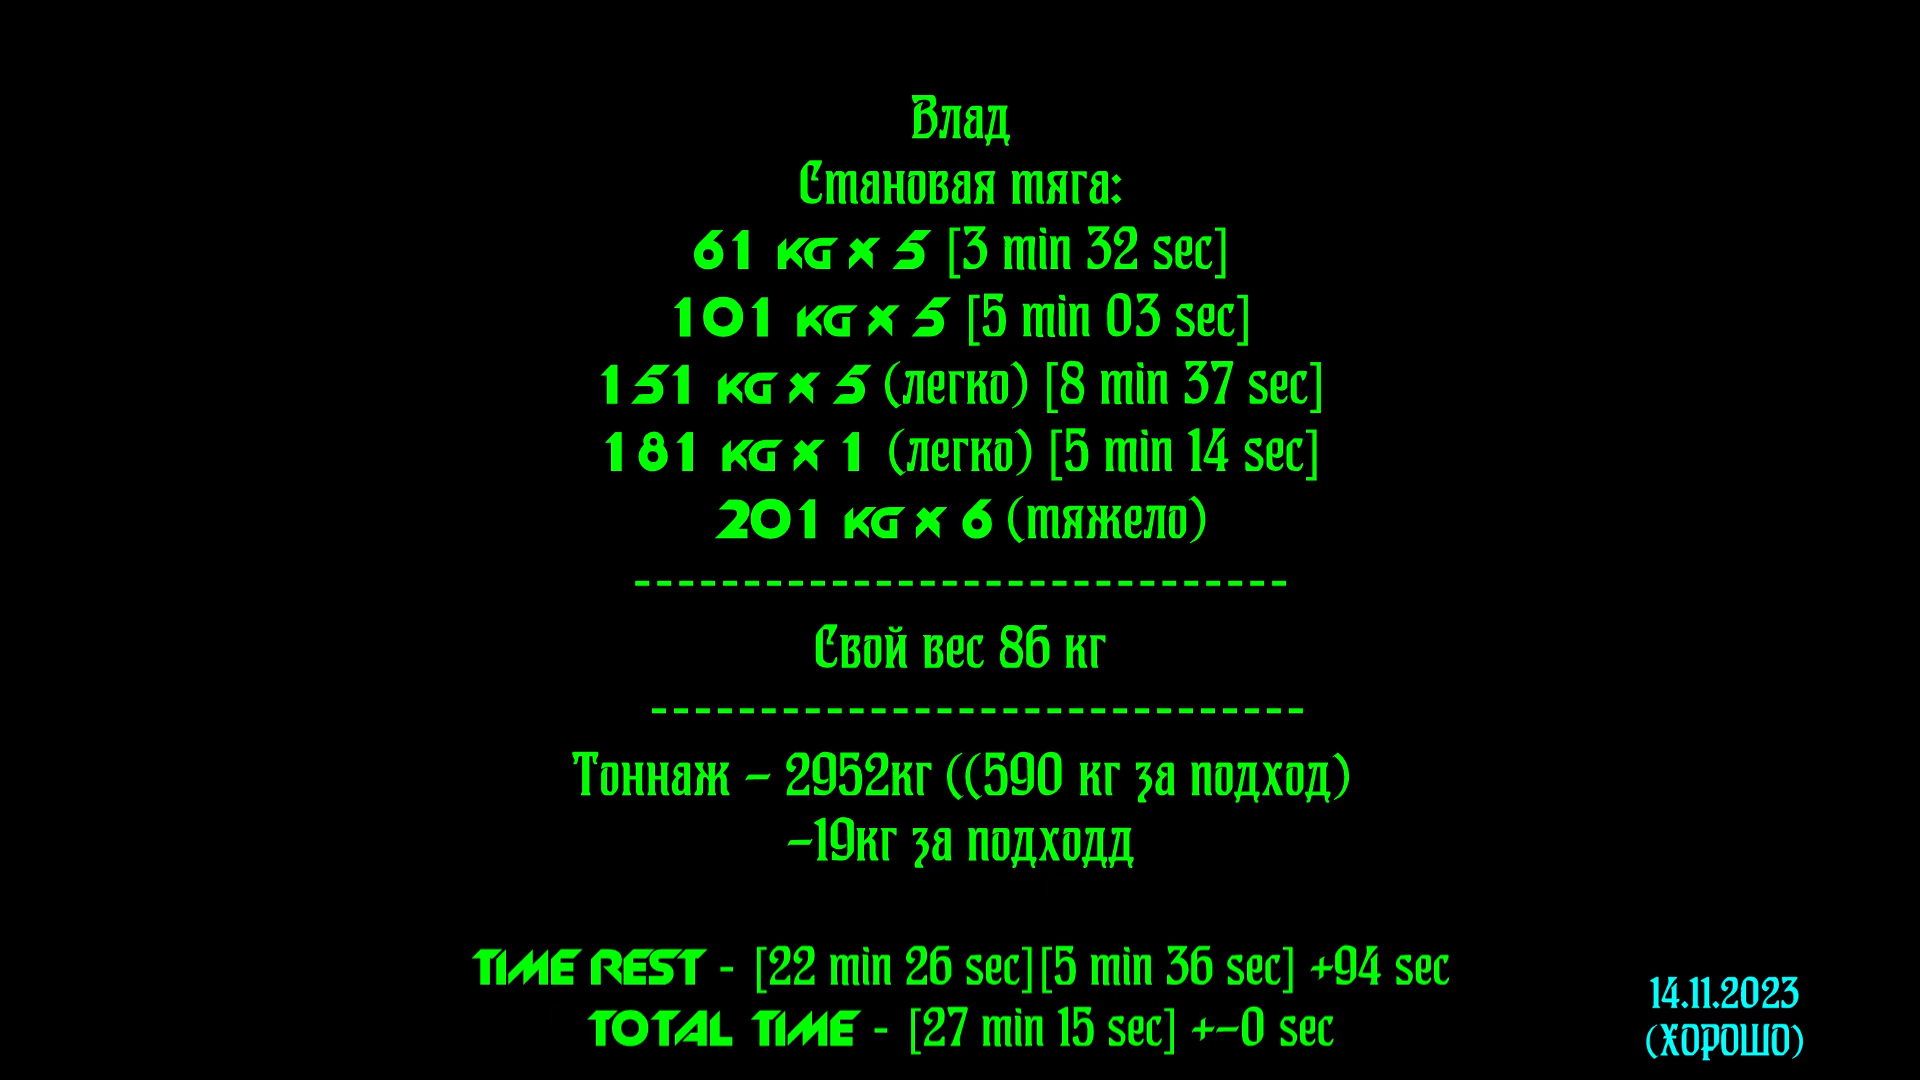 Влад
Становая тяга:
61 KG X 5 [3 min 32 sec]
101 KG X 5 [5 min 03 sec]
151 KG X 5 (легко) [8 min 37 sec]
181 KG X 1 (легко) [5 min 14 sec]
201 KG X 6 (тяжело)
------------------------------
Свой вес 86 кг
------------------------------
Тоннаж – 2952кг ((590 кг за подход)
–19кг за подходд
TIME REST - [22 min 26 sec][5 min 36 sec] +94 sec
TOTAL TIME - [27 min 15 sec] +–0 sec
14.11.2023
(ХОРОШО)